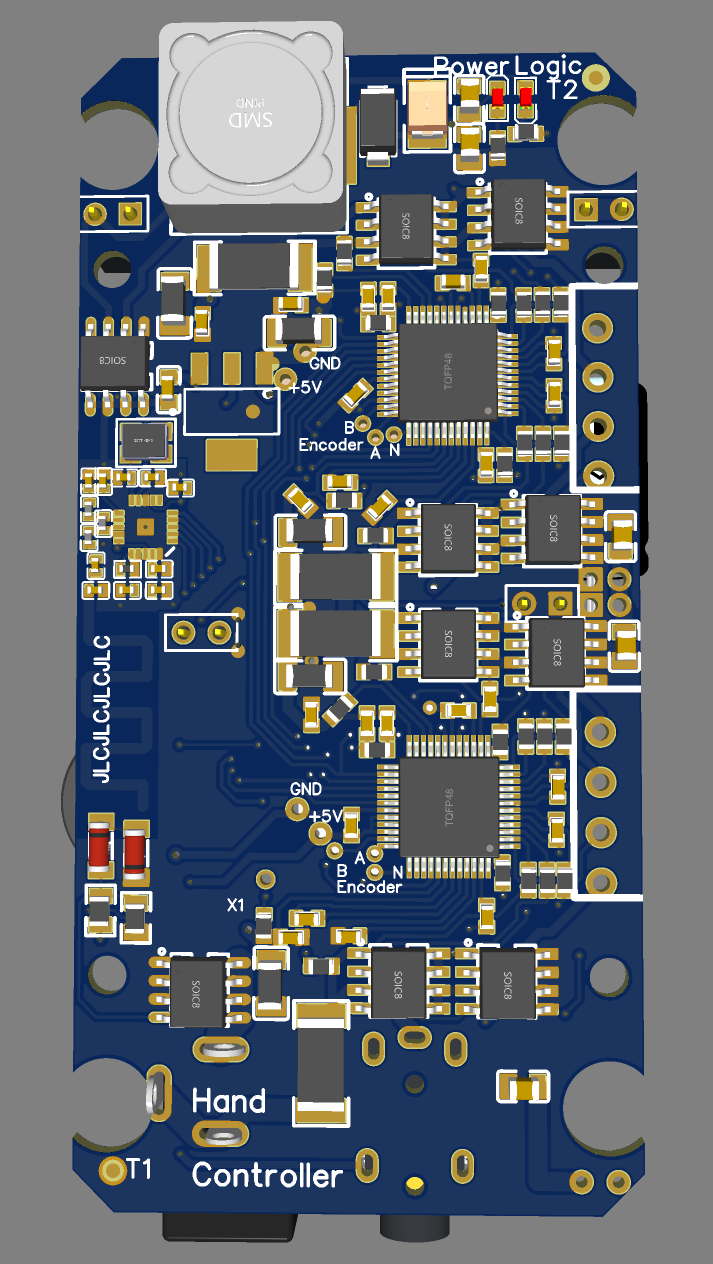 Power Logic
T2
SMD
IKIND
SOIC8
SOIC8
SOIC8
GND
+5V
TQFP48
B
Encoder
A
N
SOIC8
SOIC8
SOIC8
SOIC8
JLCJLCJLCJLC
GND
+5V
TQFP48
A
B
N
Encoder
X1
SOIC8
SOIC8
SOIC8
Hand
T1
Controller